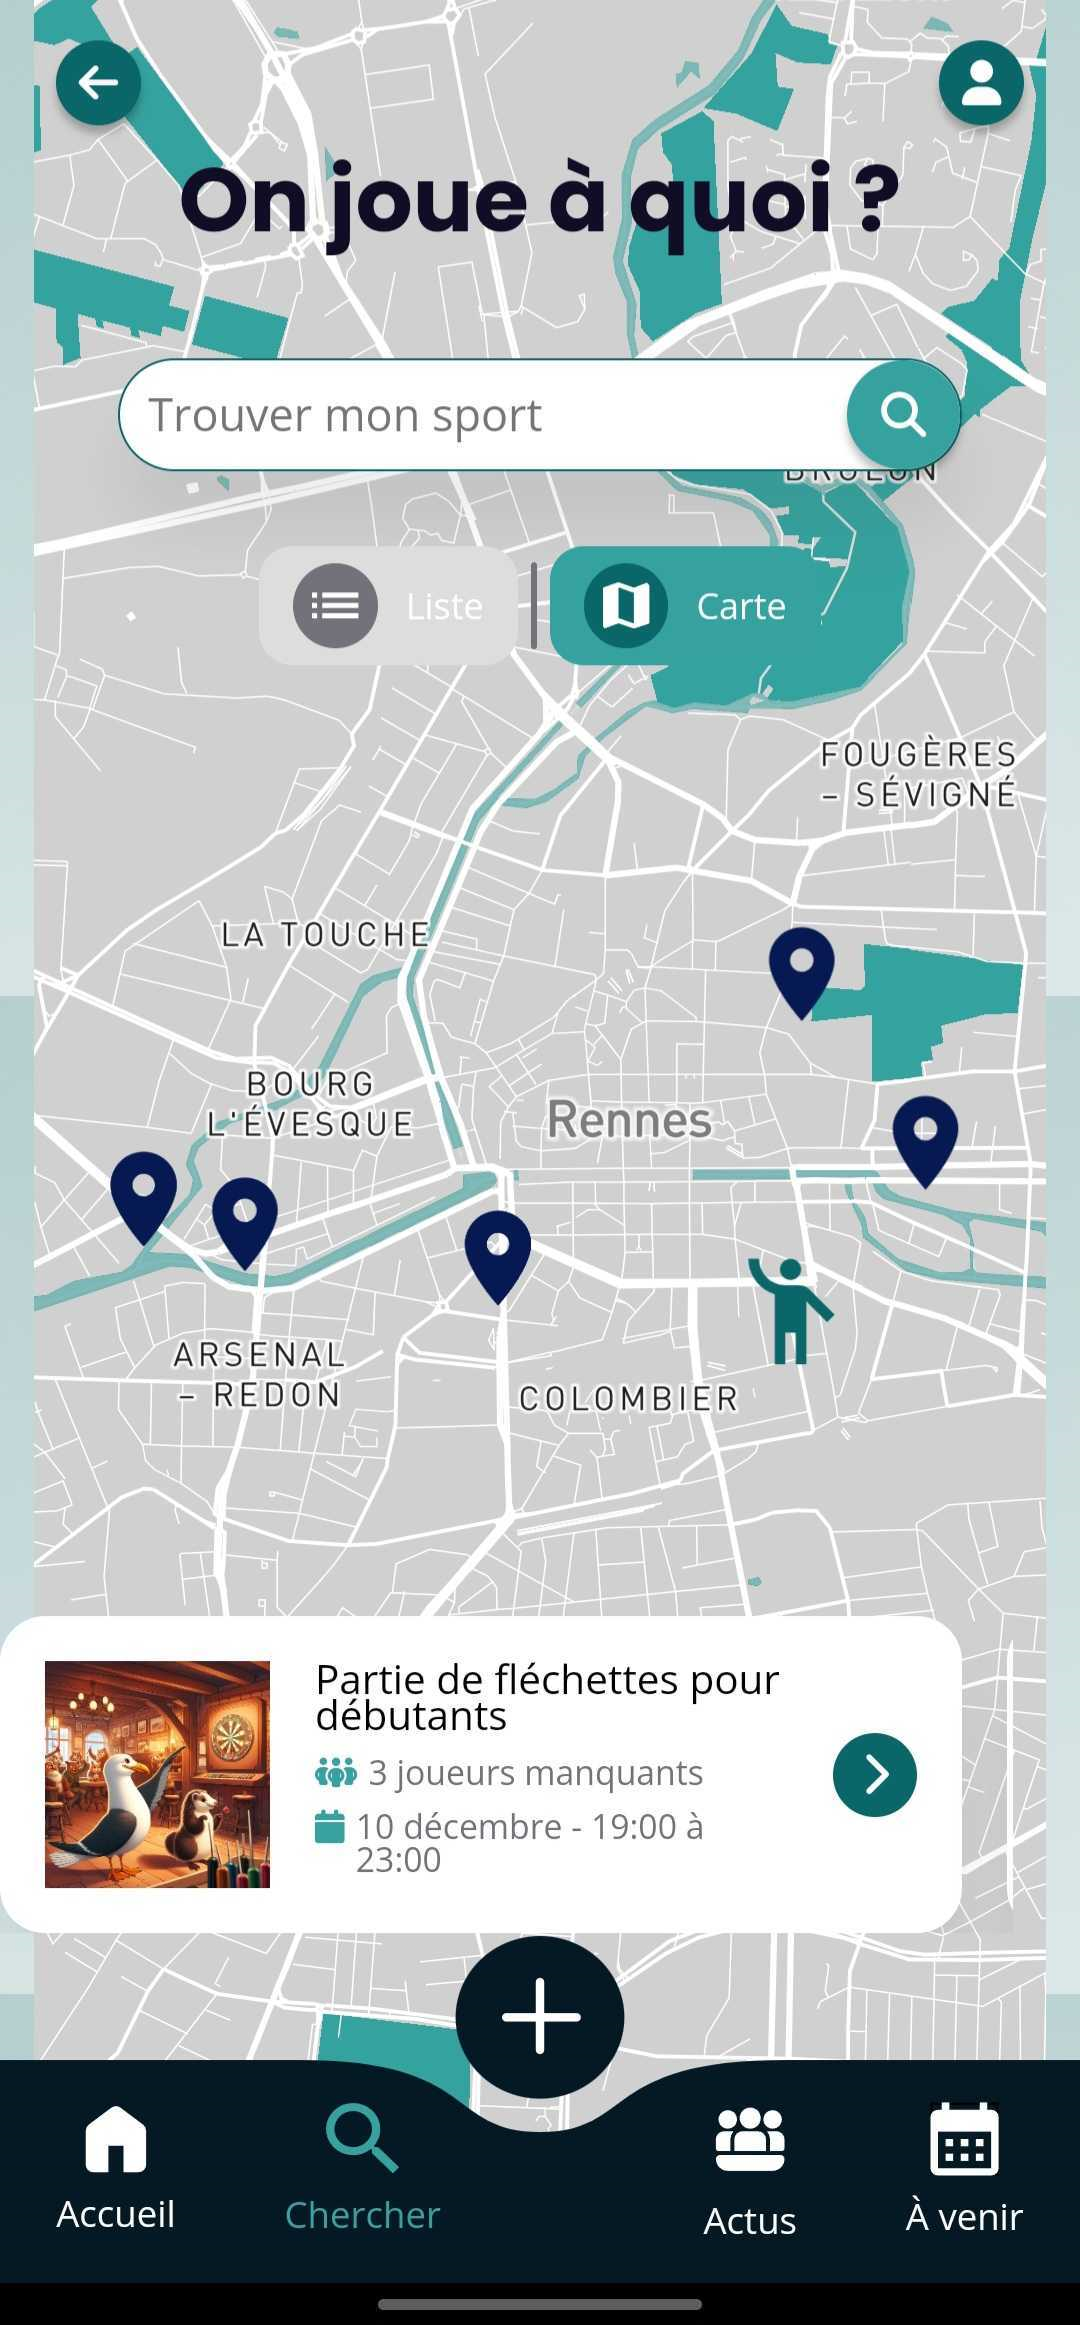 On joue à quoi ?
Trouver mon sport
Liste
Carte
FOUGÈRES
– SÉVIGNÉ
LA TOUCHE
BOURG
L'ÉVESQUE
Rennes
ARSENAL
– REDON
COLOMBIER
Partie de fléchettes pour
débutants
3 joueurs manquants
10 décembre - 19:00 à
23:00
Accueil
Chercher
Actus
À venir